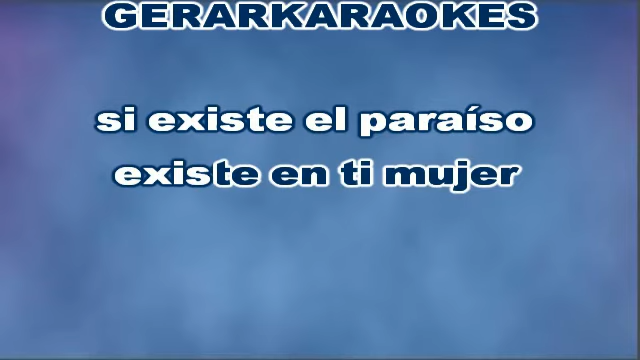 GERARKARAOKES
si existe el paraíso
existe en ti mujer